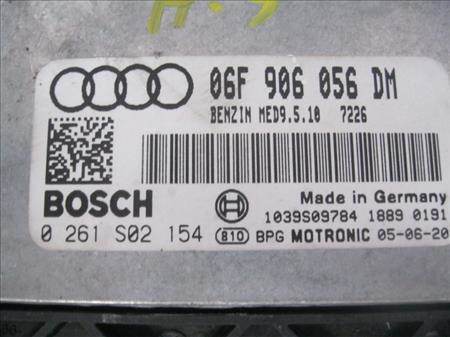 06F 906 056 DM
BENZIN MED9.5.10 7226
BOSCH
Made in Germany
1039S09784 1889 0191
0 261 S02 154 810 BPG MOTRONIC 05-06-20